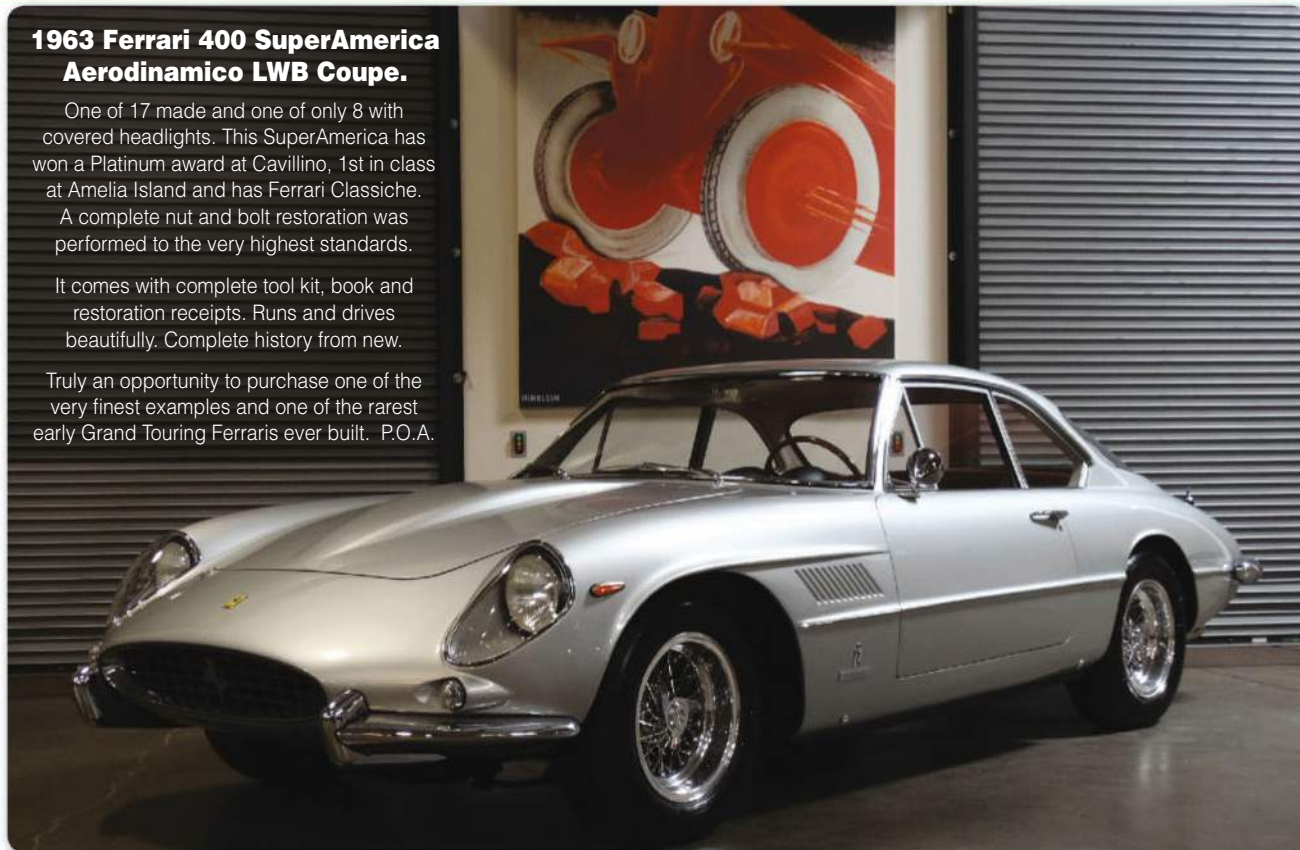 1963 Ferrari 400 SuperAmerica
Aerodinamico LWB Coupe.
One of 17 made and one of only 8 with
covered headlights. This SuperAmerica has
won a Platinum award at Cavillino, 1st in class
at Amelia Island and has Ferrari Classiche.
A complete nut and bolt restoration was
performed to the very highest standards.
It comes with complete tool kit, book and
restoration receipts. Runs and drives
beautifully. Complete history from new.
Truly an opportunity to purchase one of the
very finest examples and one of the rarest
early Grand Touring Ferraris ever built. P.O.A.